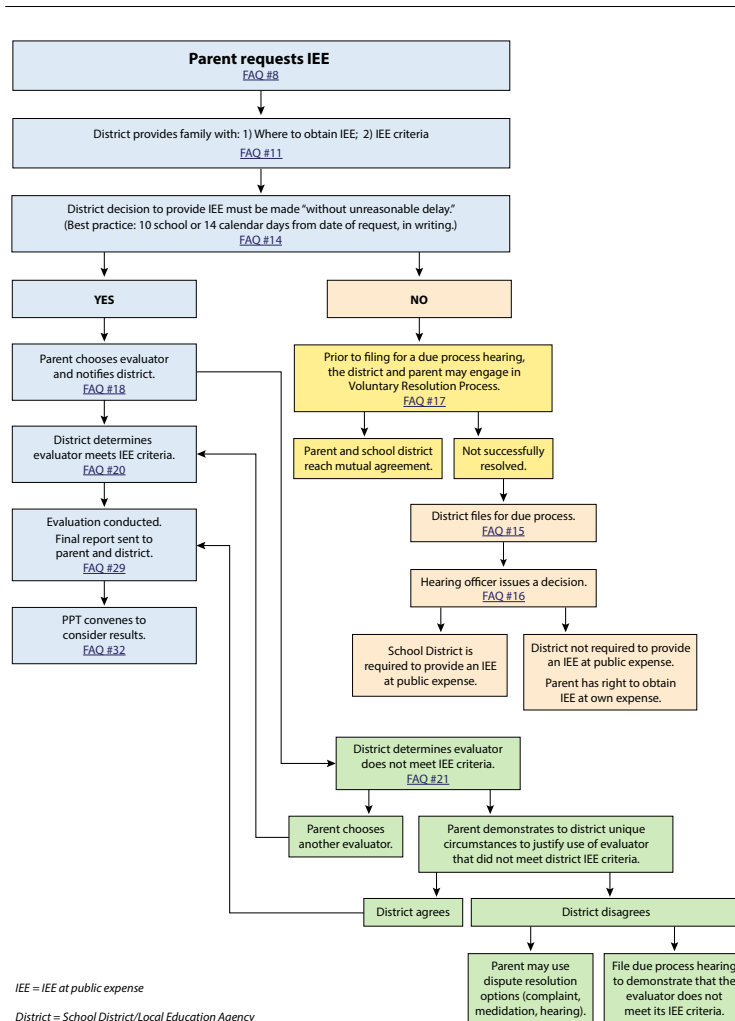 Parent requests IEE
FAQ #8
District provides family with: 1) Where to obtain IEE; 2) IEE criteria
FAQ #11
District decision to provide IEE must be made “without unreasonable delay.”
(Best practice: 10 school or 14 calendar days from date of request, in writing.)
FAQ #14
YES
NO
Parent chooses evaluator
and notifies district.
FAQ #18
Prior to filing for a due process hearing,
the district and parent may engage in
Voluntary Resolution Process.
FAQ #17
District determines
evaluator meets IEE criteria.
FAQ #20
Parent and school district
reach mutual agreement.
Not successfully
resolved.
Evaluation conducted.
Final report sent to
parent and district.
FAQ #29
District files for due process.
FAQ #15
Hearing officer issues a decision.
FAQ #16
PPT convenes to
consider results.
FAQ #32
School District is
required to provide an IEE
at public expense.
District not required to provide
an IEE at public expense.
Parent has right to obtain
IEE at own expense.
District determines evaluator
does not meet IEE criteria.
FAQ #21
Parent chooses
another evaluator.
Parent demonstrates to district unique
circumstances to justify use of evaluator
that did not meet district IEE criteria.
District agrees
District disagrees
Parent may use
dispute resolution
options (complaint,
medidation, hearing).
File due process hearing
to demonstrate that the
evaluator does not
meet its IEE criteria.
IEE = IEE at public expense
District = School District/Local Education Agency